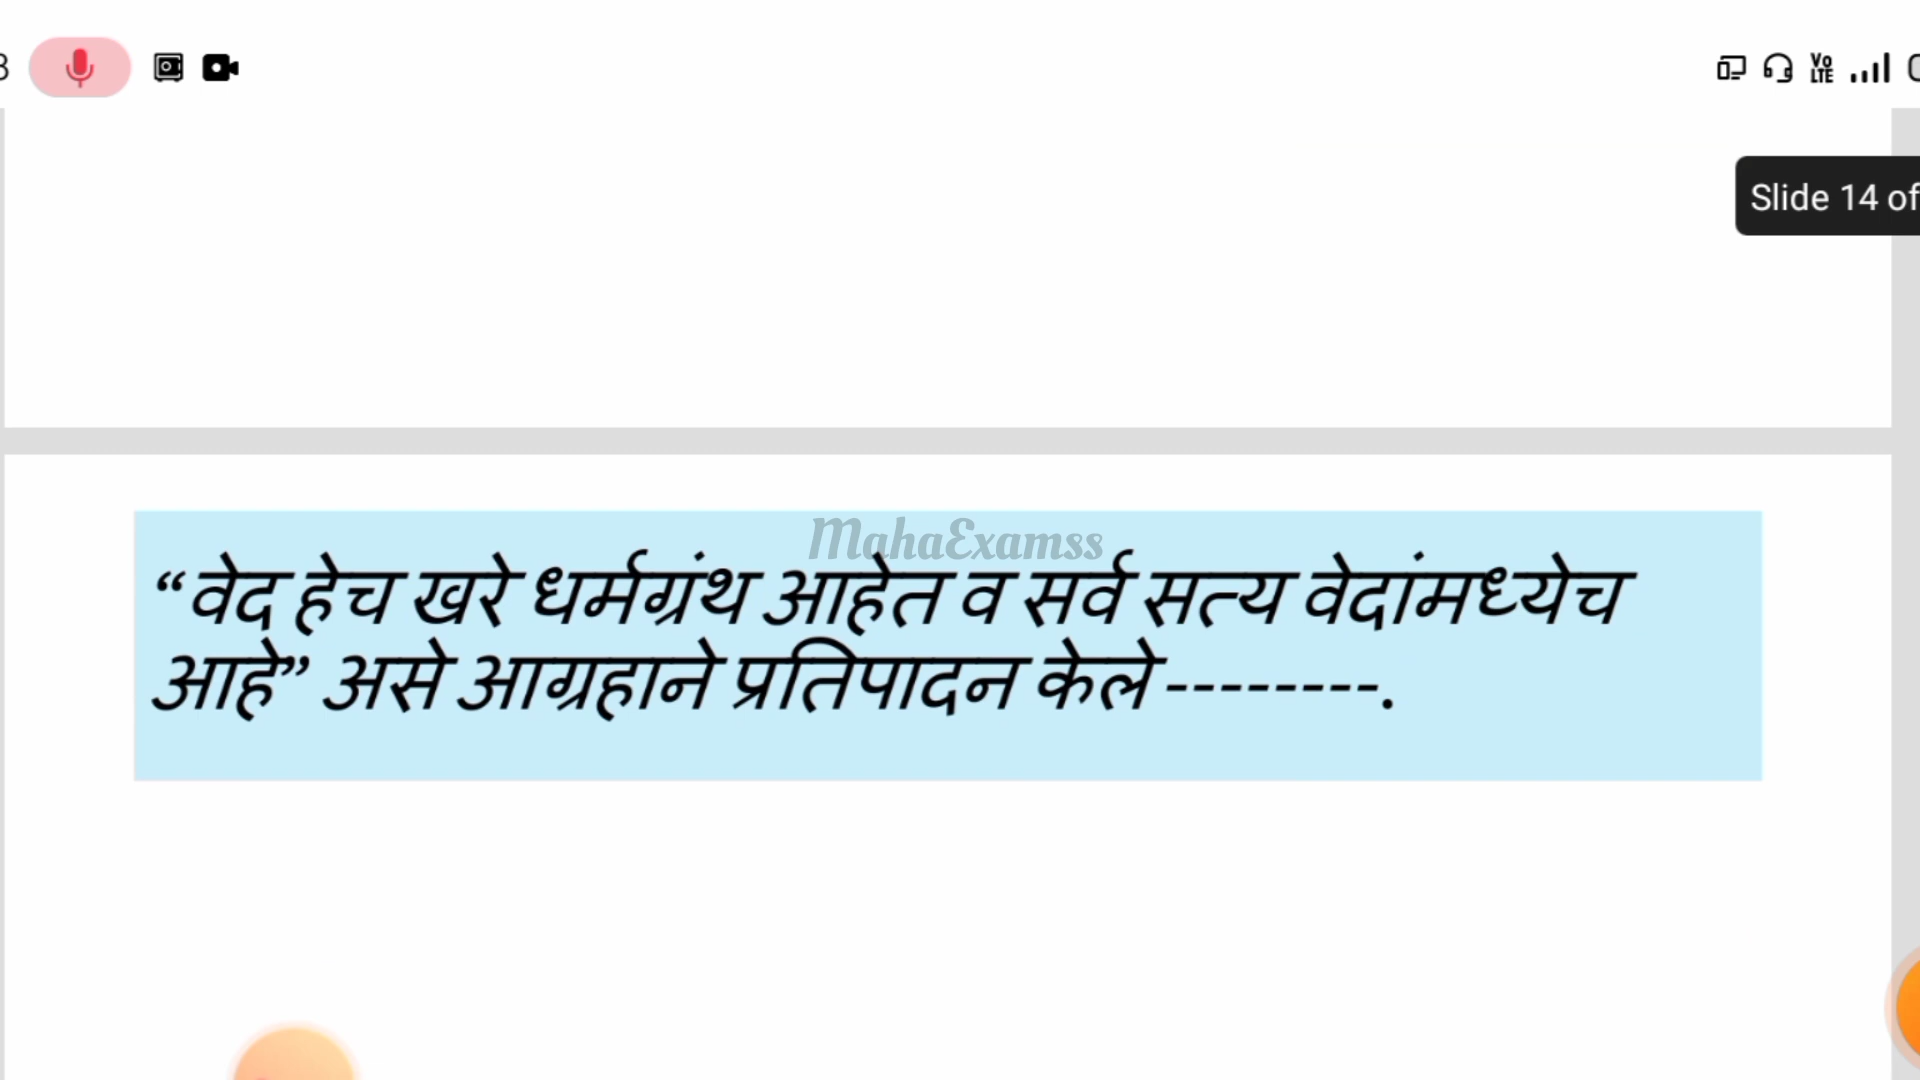 Slide 14 of
MahaExamss
“वेद हेच खरे धर्मग्रंथ आहेत व सर्व सत्य वेदांमध्येच
आहे” असे आग्रहाने प्रतिपादन केले--------.